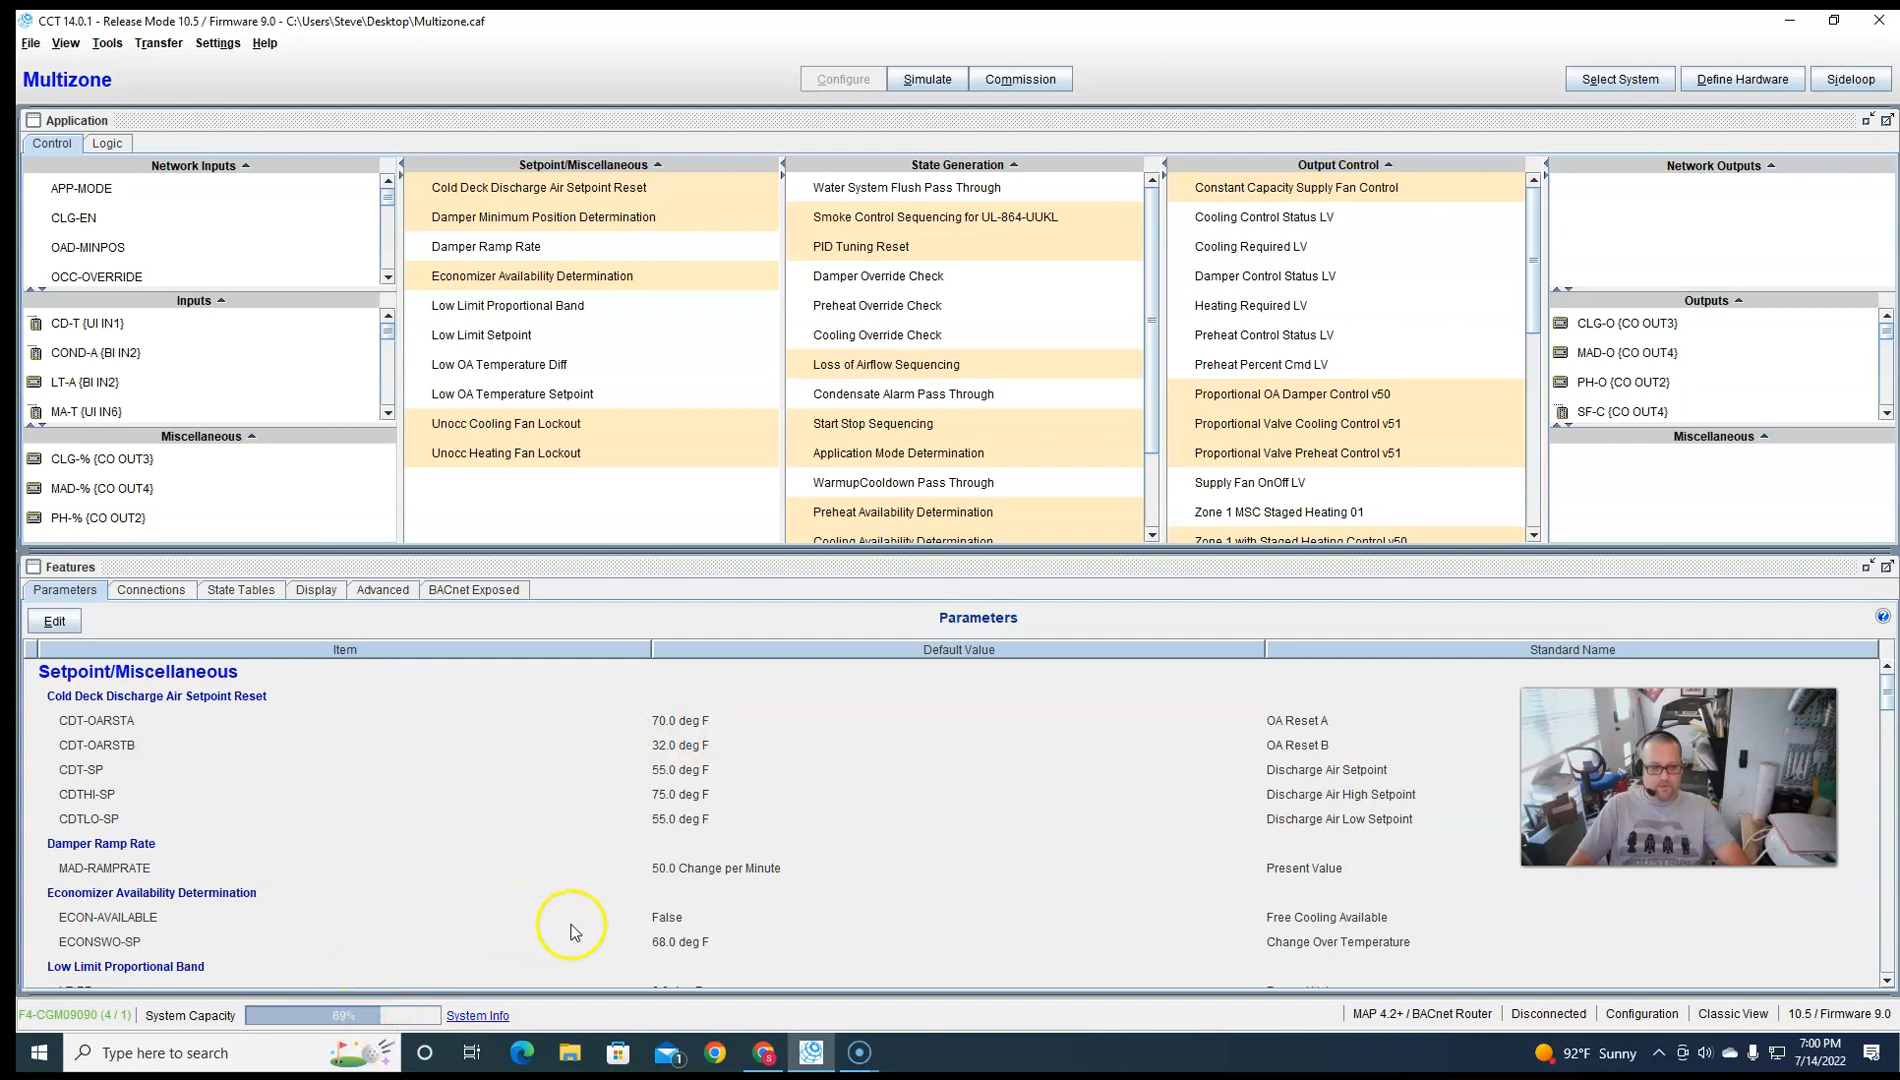 CCT 14.0.1 - Release Mode 10.5 / Firmware 9.0 - C:\Users\Steve\Desktop\Multizone.caf
File View Tools Transfer Settings Help
Multizone
Configure Simulate Commission
Select System Define Hardware Sideloop
Application
Control Logic
Network Inputs
APP-MODE
CLG-EN
OAD-MINPOS
OCC-OVERRIDE
Inputs
CD-T {UI IN1}
COND-A {BI IN2}
LT-A {BI IN2}
MA-T {UI IN6}
Miscellaneous
CLG-% {CO OUT3}
MAD-% {CO OUT4}
PH-% {CO OUT2}
Setpoint/Miscellaneous
Cold Deck Discharge Air Setpoint Reset
Damper Minimum Position Determination
Damper Ramp Rate
Economizer Availability Determination
Low Limit Proportional Band
Low Limit Setpoint
Low OA Temperature Diff
Low OA Temperature Setpoint
Unocc Cooling Fan Lockout
Unocc Heating Fan Lockout
State Generation
Water System Flush Pass Through
Smoke Control Sequencing for UL-864-UUKL
PID Tuning Reset
Damper Override Check
Preheat Override Check
Cooling Override Check
Loss of Airflow Sequencing
Condensate Alarm Pass Through
Start Stop Sequencing
Application Mode Determination
WarmupCooldown Pass Through
Preheat Availability Determination
Cooling Availability Determination
Output Control
Constant Capacity Supply Fan Control
Cooling Control Status LV
Cooling Required LV
Damper Control Status LV
Heating Required LV
Preheat Control Status LV
Preheat Percent Cmd LV
Proportional OA Damper Control v50
Proportional Valve Cooling Control v51
Proportional Valve Preheat Control v51
Supply Fan OnOff LV
Zone 1 MSC Staged Heating 01
Zone 1 with Staged Heating Control v50
Network Outputs
Outputs
CLG-O {CO OUT3}
MAD-O {CO OUT4}
PH-O {CO OUT2}
SF-C {CO OUT4}
Miscellaneous
Features
Parameters Connections State Tables Display Advanced BACnet Exposed
Edit
Parameters
Item Default Value Standard Name
Setpoint/Miscellaneous
Cold Deck Discharge Air Setpoint Reset
CDT-OARSTA 70.0 deg F OA Reset A
CDT-OARSTB 32.0 deg F OA Reset B
CDT-SP 55.0 deg F Discharge Air Setpoint
CDTHI-SP 75.0 deg F Discharge Air High Setpoint
CDTLO-SP 55.0 deg F Discharge Air Low Setpoint
Damper Ramp Rate
MAD-RAMPRATE 50.0 Change per Minute Present Value
Economizer Availability Determination
ECON-AVAILABLE False Free Cooling Available
ECONSWO-SP 68.0 deg F Change Over Temperature
Low Limit Proportional Band
F4-CGM09090 (4 / 1) System Capacity 69% System Info
MAP 4.2+ / BACnet Router Disconnected Configuration Classic View 10.5 / Firmware 9.0
Type here to search
1
S
92°F Sunny
7:00 PM
7/14/2022